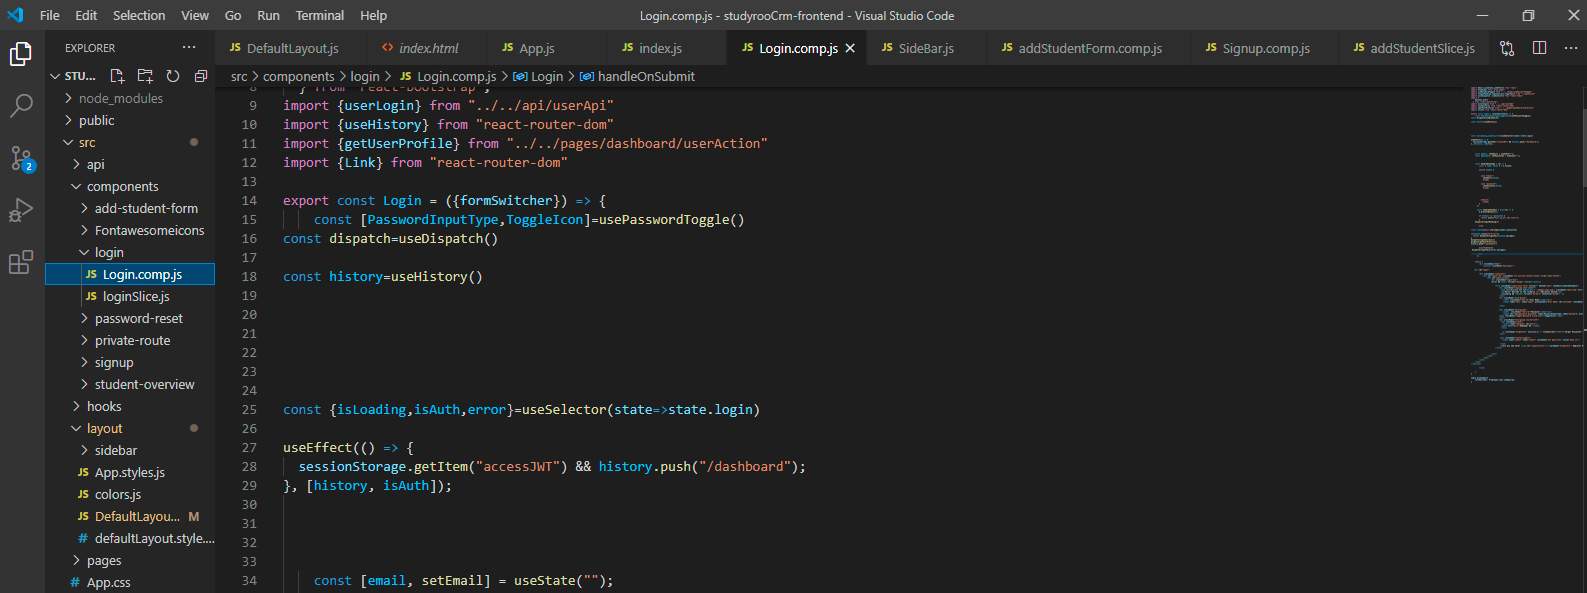 File Edit Selection View Go Run Terminal Help
Login.comp.js - studyrooCrm-frontend - Visual Studio Code
EXPLORER ···
JS DefaultLayout.js
<> index.html
JS App.js
JS index.js
JS Login.comp.js
JS SideBar.js
JS addStudentForm.comp.js
JS Signup.comp.js
JS addStudentSlice.js
STU...
src > components > login > JS Login.comp.js > Login > handleOnSubmit
node_modules
public
src
api
components
add-student-form
Fontawesomeicons
login
JS Login.comp.js
JS loginSlice.js
password-reset
private-route
signup
student-overview
hooks
layout
sidebar
JS App.styles.js
JS colors.js
JS DefaultLayou... M
# defaultLayout.style....
pages
# App.css
2
8 } from "react-bootstrap";
9 import {userLogin} from "../../api/userApi"
10 import {useHistory} from "react-router-dom"
11 import {getUserProfile} from "../../pages/dashboard/userAction"
12 import {Link} from "react-router-dom"
13
14 export const Login = ({formSwitcher}) => {
15 const [PasswordInputType,ToggleIcon]=usePasswordToggle()
16 const dispatch=useDispatch()
17
18 const history=useHistory()
19
20
21
22
23
24
25 const {isLoading,isAuth,error}=useSelector(state=>state.login)
26
27 useEffect(() => {
28 sessionStorage.getItem("accessJWT") && history.push("/dashboard");
29 }, [history, isAuth]);
30
31
32
33
34 const [email, setEmail] = useState("");